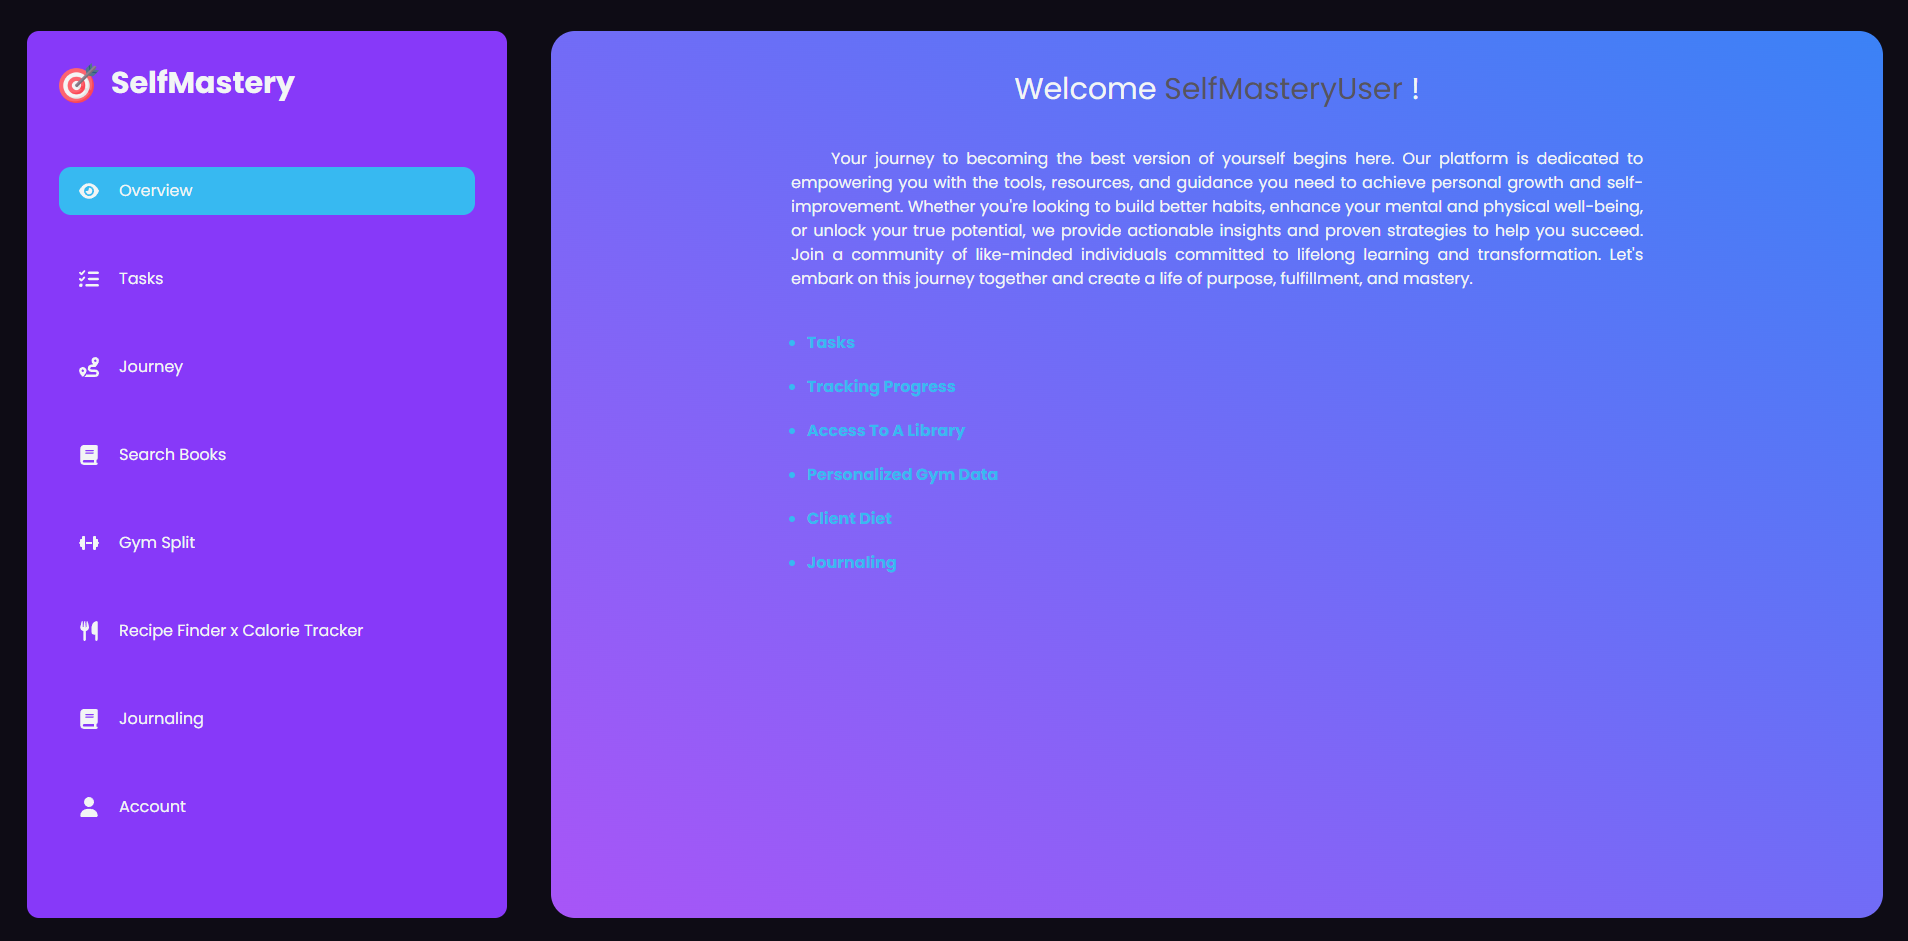 SelfMastery
Overview
Tasks
Journey
Search Books
Gym Split
Recipe Finder x Calorie Tracker
Journaling
Account
Welcome SelfMasteryUser !
Your journey to becoming the best version of yourself begins here. Our platform is dedicated to
empowering you with the tools, resources, and guidance you need to achieve personal growth and self-
improvement. Whether you're looking to build better habits, enhance your mental and physical well-being,
or unlock your true potential, we provide actionable insights and proven strategies to help you succeed.
Join a community of like-minded individuals committed to lifelong learning and transformation. Let's
embark on this journey together and create a life of purpose, fulfillment, and mastery.
• Tasks
• Tracking Progress
• Access To A Library
• Personalized Gym Data
• Client Diet
• Journaling